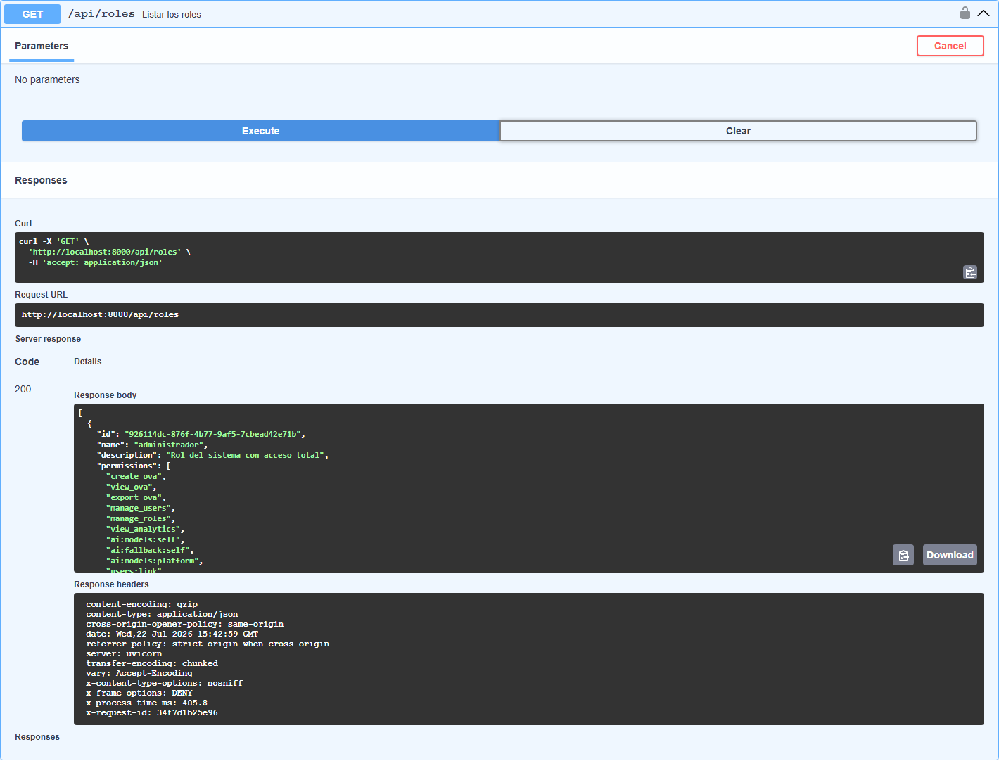 GET /api/roles Listar los roles
Parameters
Cancel
No parameters
Execute
Clear
Responses
Curl
curl -X 'GET' \
'http://localhost:8000/api/roles' \
-H 'accept: application/json'
Request URL
http://localhost:8000/api/roles
Server response
Code Details
200
Response body
[
{
"id": "926114dc-876f-4b77-9af5-7cbead42e71b",
"name": "administrador",
"description": "Rol del sistema con acceso total",
"permissions": [
"create_ova",
"view_ova",
"export_ova",
"manage_users",
"manage_roles",
"view_analytics",
"ai:models:self",
"ai:fallback:self",
"ai:models:platform",
"users:link"
Download
Response headers
content-encoding: gzip
content-type: application/json
cross-origin-opener-policy: same-origin
date: Wed,22 Jul 2026 15:42:59 GMT
referrer-policy: strict-origin-when-cross-origin
server: uvicorn
transfer-encoding: chunked
vary: Accept-Encoding
x-content-type-options: nosniff
x-frame-options: DENY
x-process-time-ms: 405.8
x-request-id: 34f7d1b25e96
Responses